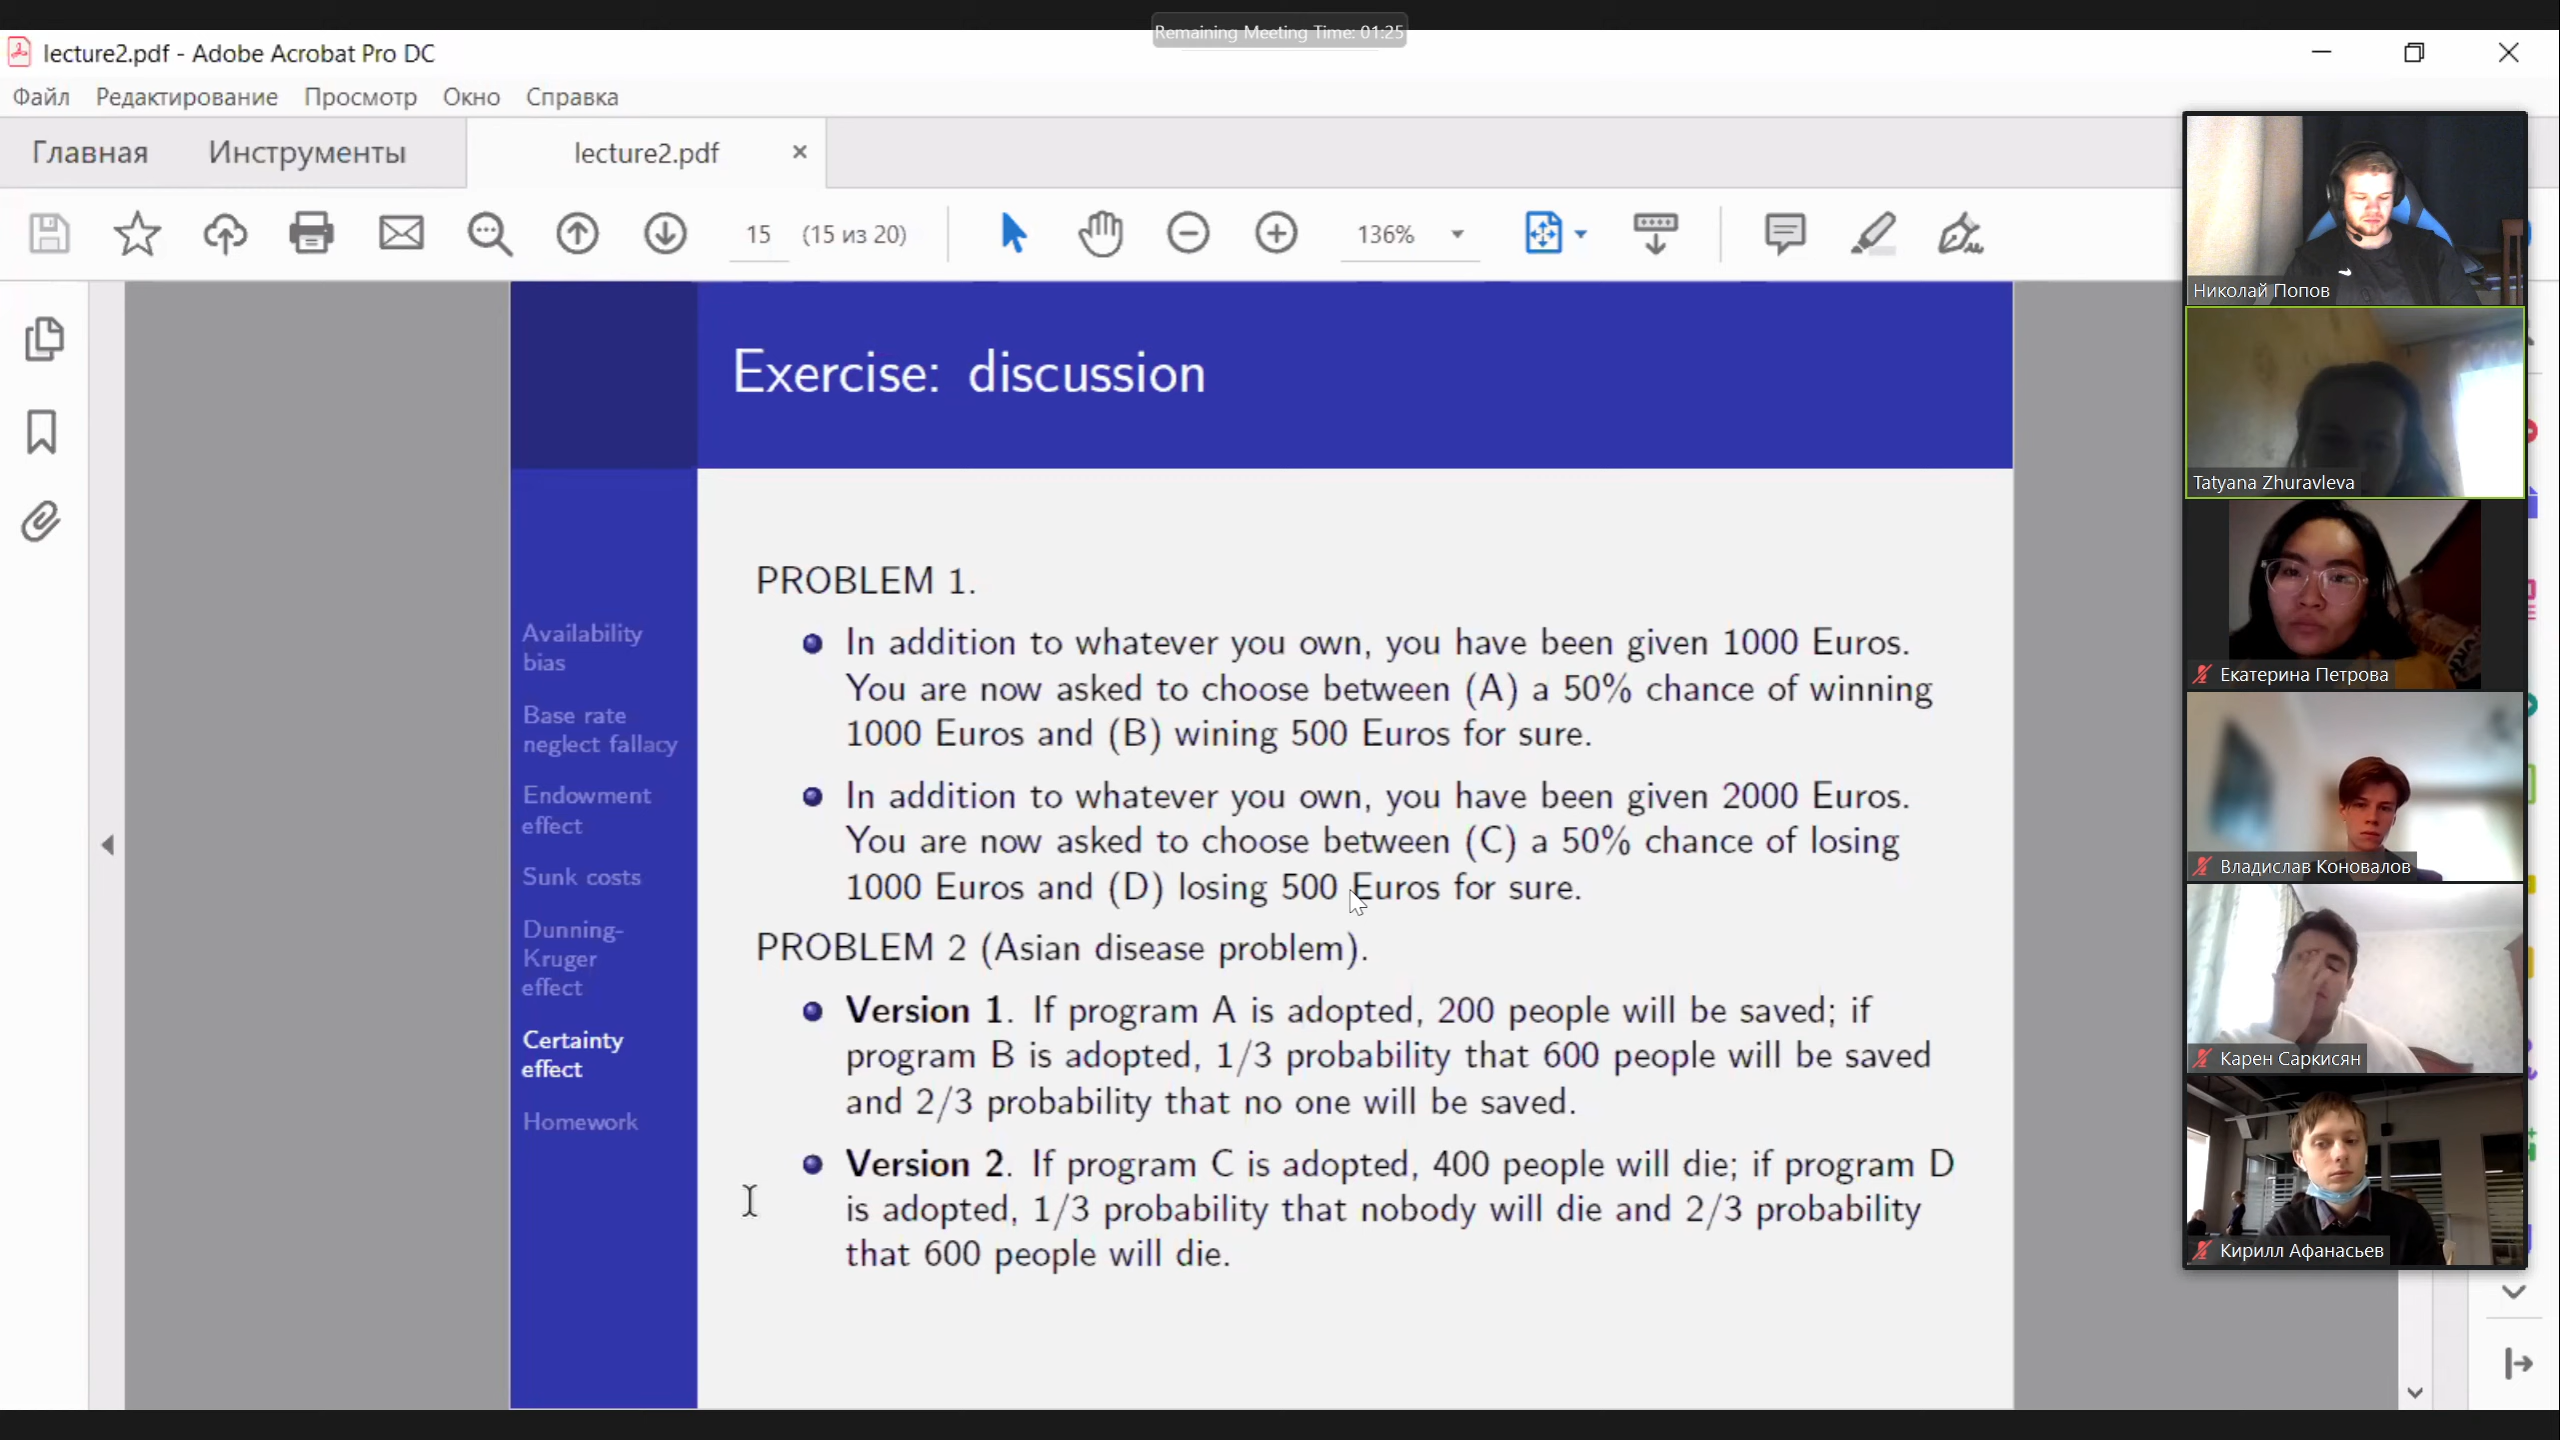 Remaining Meeting Time: 01:25
lecture2.pdf - Adobe Acrobat Pro DC
Файл Редактирование Просмотр Окно Справка
Главная Инструменты lecture2.pdf
15 (15 из 20) 136%
Exercise: discussion
Availability
bias
Base rate
neglect fallacy
Endowment
effect
Sunk costs
Dunning-
Kruger
effect
Certainty
effect
Homework
PROBLEM 1.
In addition to whatever you own, you have been given 1000 Euros.
You are now asked to choose between (A) a 50% chance of winning
1000 Euros and (B) wining 500 Euros for sure.
In addition to whatever you own, you have been given 2000 Euros.
You are now asked to choose between (C) a 50% chance of losing
1000 Euros and (D) losing 500 Euros for sure.
PROBLEM 2 (Asian disease problem).
Version 1. If program A is adopted, 200 people will be saved; if
program B is adopted, 1/3 probability that 600 people will be saved
and 2/3 probability that no one will be saved.
Version 2. If program C is adopted, 400 people will die; if program D
is adopted, 1/3 probability that nobody will die and 2/3 probability
that 600 people will die.
Николай Попов
Tatyana Zhuravleva
Екатерина Петрова
Владислав Коновалов
Карен Саркисян
Кирилл Афанасьев